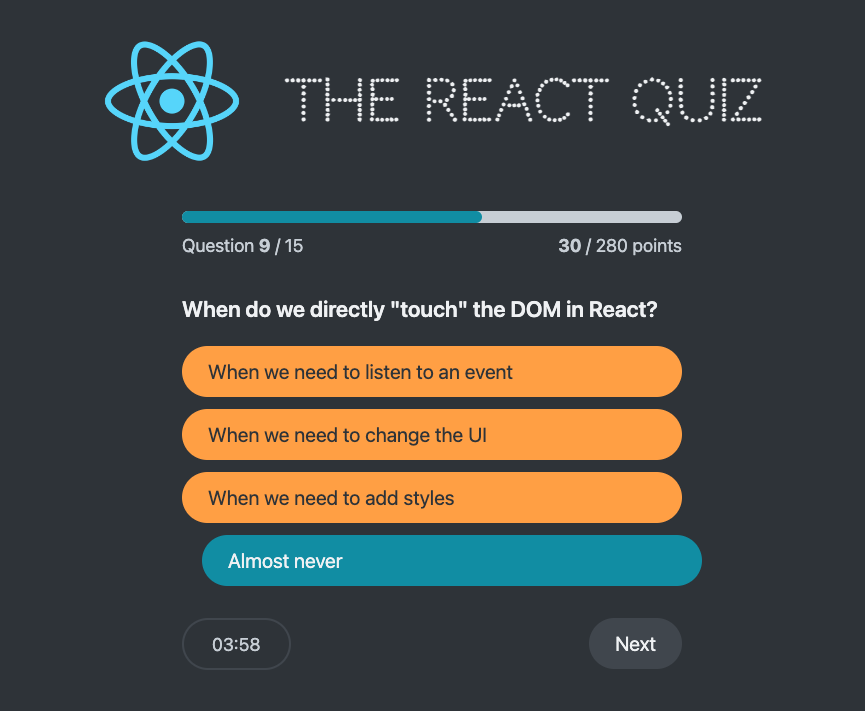 THE REACT QUIZ
Question 9 / 15
30 / 280 points
When do we directly "touch" the DOM in React?
When we need to listen to an event
When we need to change the UI
When we need to add styles
Almost never
03:58
Next